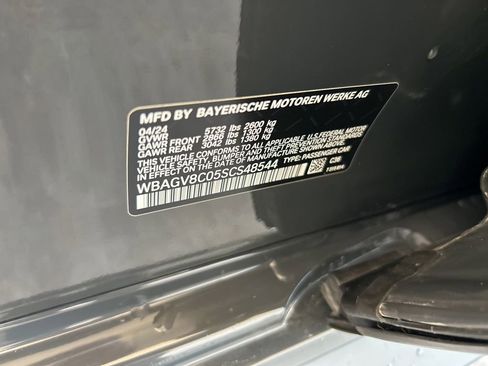 MFD BY BAYERISCHE MOTOREN WERKE AG
04/24 5732 lbs 2600 kg
GVWR
GAWR FRONT 2866 lbs 1300 kg
GAWR REAR 3042 lbs 1380 kg
THIS VEHICLE CONFORMS TO ALL APPLICABLE U.S. FEDERAL MOTOR
VEHICLE SAFETY, BUMPER, AND THEFT PREVENTION STANDARDS
IN EFFECT ON THE DATE OF MANUFACTURE SHOWN ABOVE.
WBAGV8C05SCS48544 TYPE: PASSENGER CAR
C36